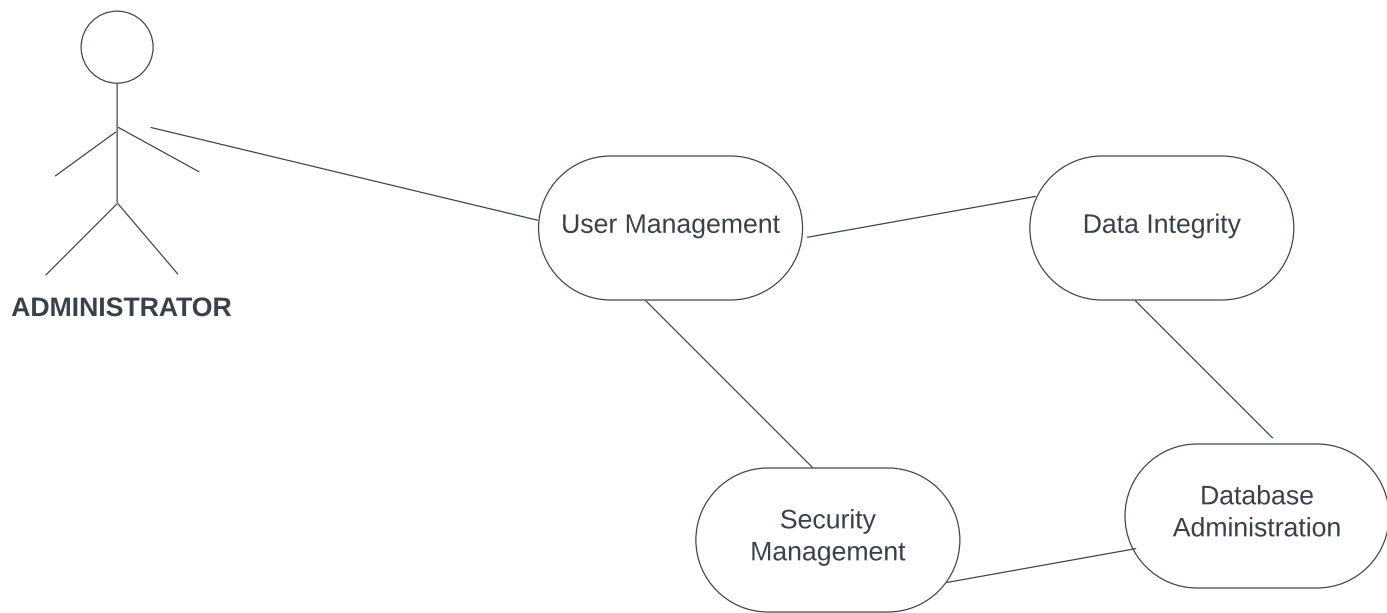 User Management
Data Integrity
ADMINISTRATOR
Database
Administration
Security
Management